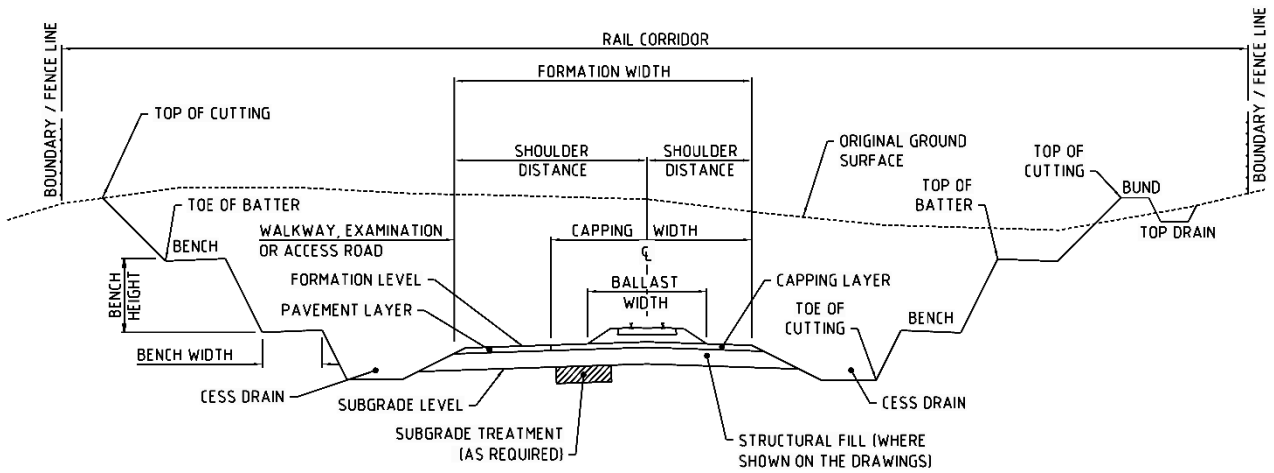 BOUNDARY / FENCE LINE
RAIL CORRIDOR
BOUNDARY / FENCE LINE
FORMATION WIDTH
TOP OF CUTTING
SHOULDER
DISTANCE
SHOULDER
DISTANCE
ORIGINAL GROUND
SURFACE
TOP OF
CUTTING
BUND
TOP OF
BATTER
TOP DRAIN
TOE OF BATTER
BENCH
WALKWAY, EXAMINATION
OR ACCESS ROAD
CAPPING WIDTH
℄
BENCH
HEIGHT
FORMATION LEVEL
BALLAST
WIDTH
CAPPING LAYER
PAVEMENT LAYER
TOE OF
CUTTING
BENCH
BENCH WIDTH
CESS DRAIN
SUBGRADE LEVEL
CESS DRAIN
SUBGRADE TREATMENT
(AS REQUIRED)
STRUCTURAL FILL (WHERE
SHOWN ON THE DRAWINGS)